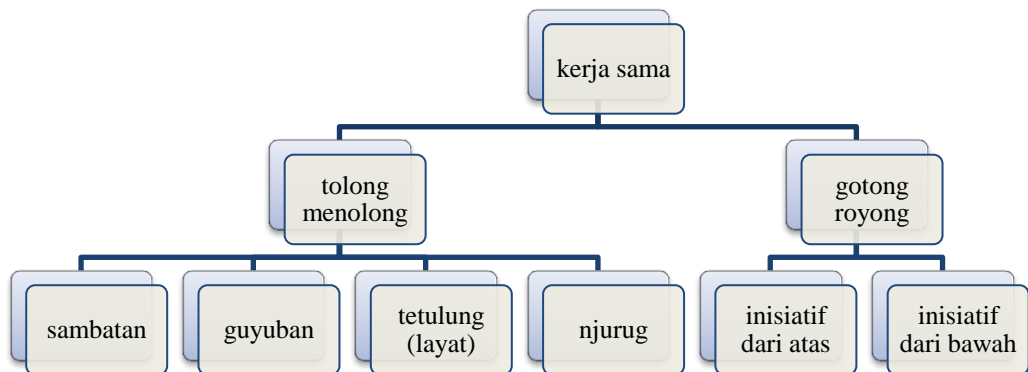 kerja sama
tolong
menolong
gotong
royong
sambatan
guyuban
tetulung
(layat)
njurug
inisiatif
dari atas
inisiatif
dari bawah